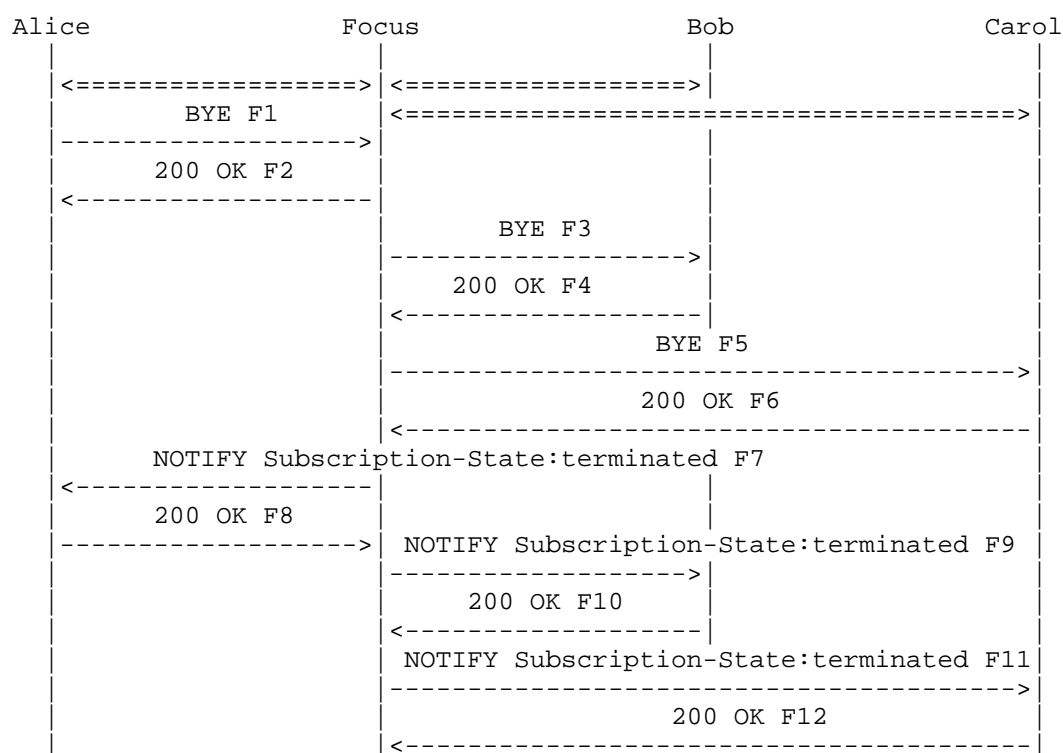 Alice Focus Bob Carol
BYE F1
200 OK F2
BYE F3
200 OK F4
BYE F5
200 OK F6
NOTIFY Subscription-State:terminated F7
200 OK F8
NOTIFY Subscription-State:terminated F9
200 OK F10
NOTIFY Subscription-State:terminated F11
200 OK F12